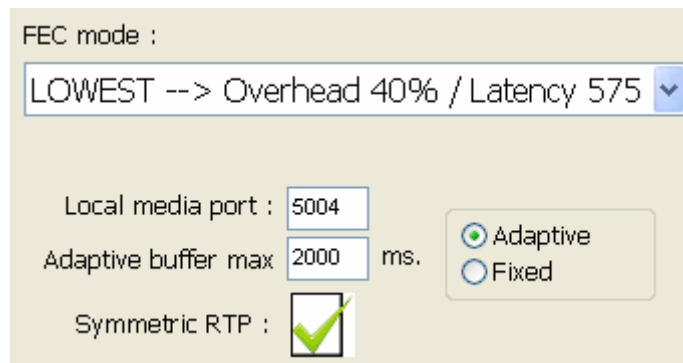 FEC mode :
LOWEST --> Overhead 40% / Latency 575
Local media port : 5004
Adaptive buffer max 2000 ms.
Adaptive
Fixed
Symmetric RTP :